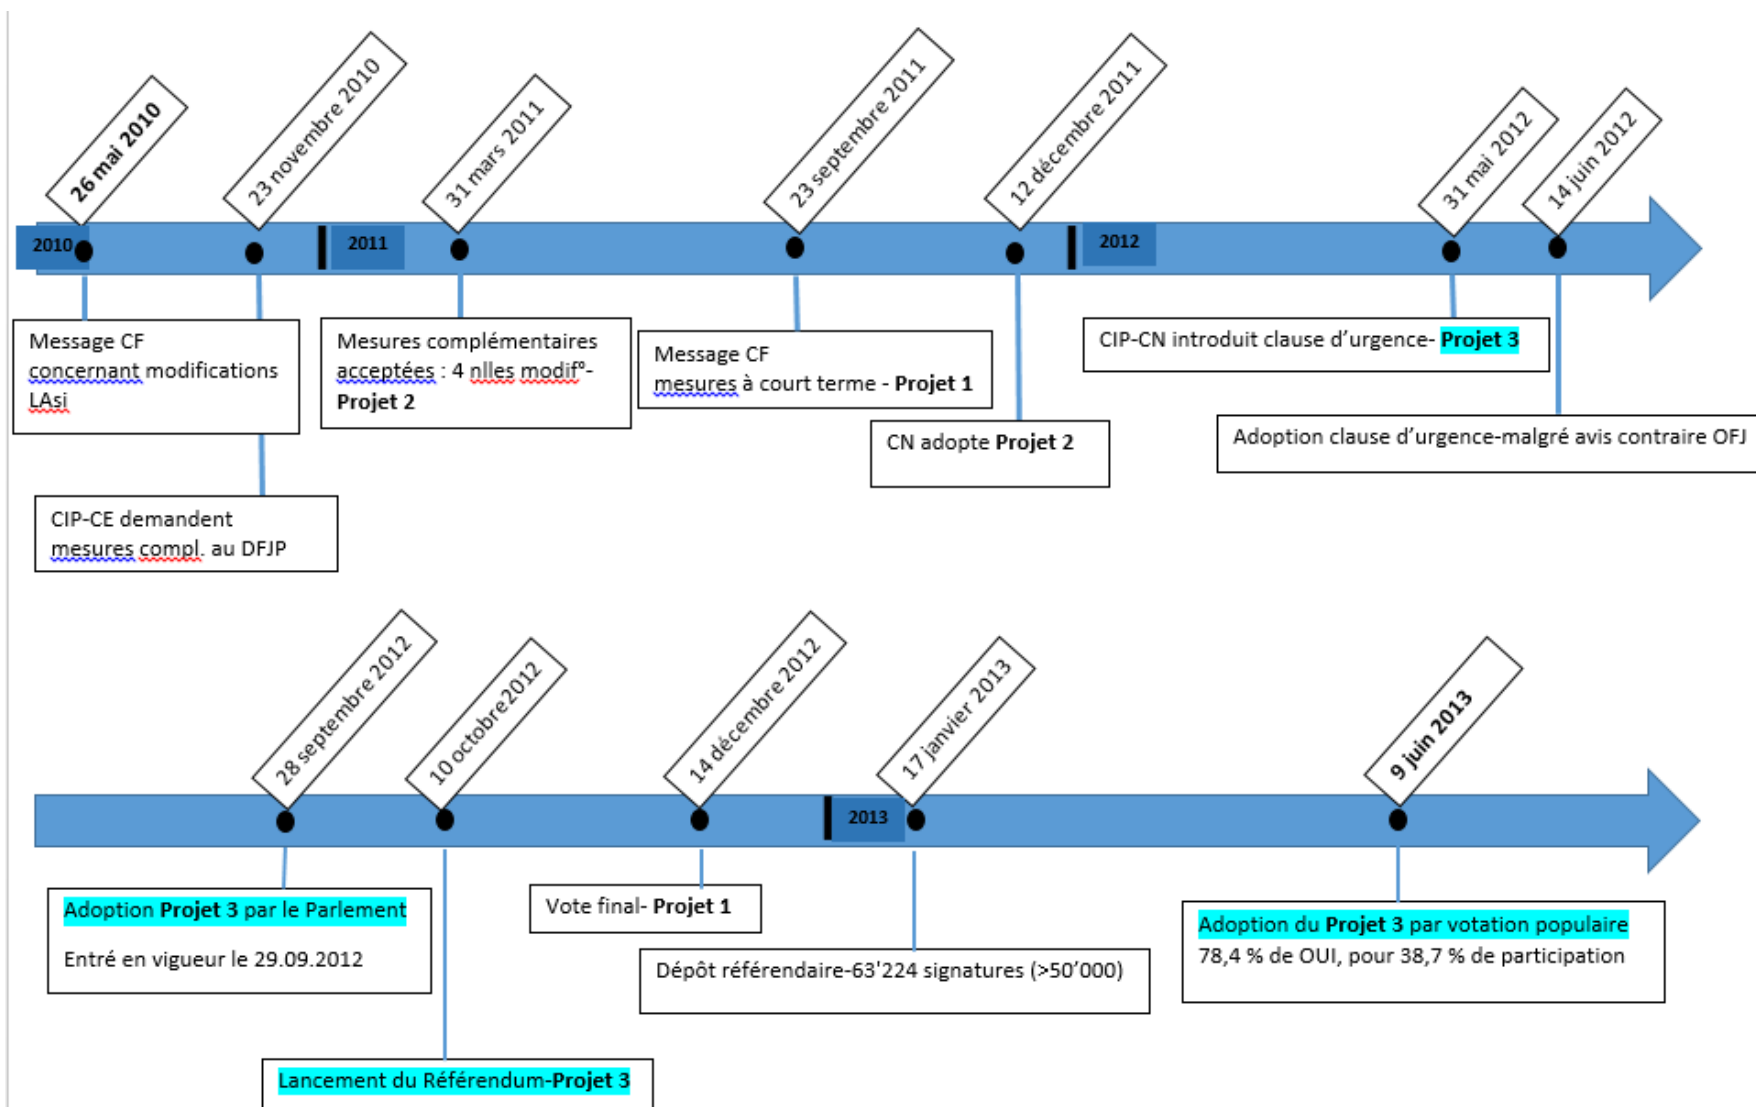 26 mai 2010
23 novembre 2010
31 mars 2011
23 septembre 2011
12 décembre 2011
31 mai 2012
14 juin 2012
2010
2011
2012
Message CF
concernant modifications
LAsi
Mesures complémentaires
acceptées : 4 nlles modif°-
Projet 2
Message CF
mesures à court terme - Projet 1
CIP-CN introduit clause d’urgence- Projet 3
CN adopte Projet 2
Adoption clause d’urgence-malgré avis contraire OFJ
CIP-CE demandent
mesures compl. au DFJP
28 septembre 2012
10 octobre2012
14 décembre 2012
17 janvier 2013
9 juin 2013
2013
Adoption Projet 3 par le Parlement
Entré en vigueur le 29.09.2012
Vote final- Projet 1
Dépôt référendaire-63'224 signatures (>50’000)
Adoption du Projet 3 par votation populaire
78,4 % de OUI, pour 38,7 % de participation
Lancement du Référendum-Projet 3